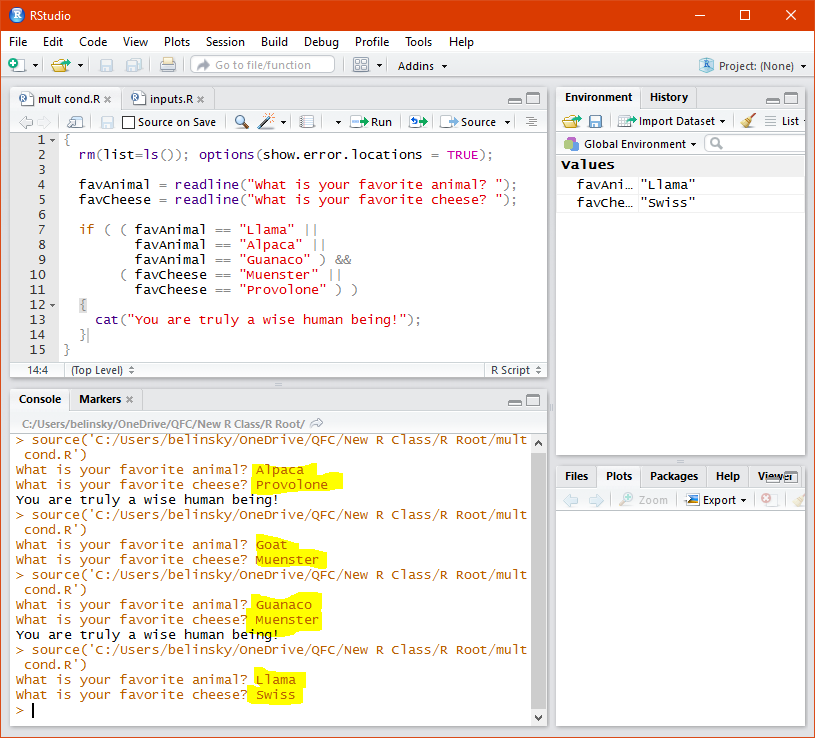 RStudio
File Edit Code View Plots Session Build Debug Profile Tools Help
Go to file/function Addins Project: (None)
mult cond.R inputs.R
Source on Save Run Source
1 {
2 rm(list=ls()); options(show.error.locations = TRUE);
3
4 favAnimal = readline("What is your favorite animal? ");
5 favCheese = readline("What is your favorite cheese? ");
6
7 if ( ( favAnimal == "Llama" ||
8 favAnimal == "Alpaca" ||
9 favAnimal == "Guanaco" ) &&
10 ( favCheese == "Muenster" ||
11 favCheese == "Provolone" ) )
12 {
13 cat("You are truly a wise human being!");
14 }
15 }
14:4 (Top Level) R Script
Console Markers
C:/Users/belinsky/OneDrive/QFC/New R Class/R Root/
> source('C:/Users/belinsky/OneDrive/QFC/New R Class/R Root/mult
cond.R')
What is your favorite animal? Alpaca
What is your favorite cheese? Provolone
You are truly a wise human being!
> source('C:/Users/belinsky/OneDrive/QFC/New R Class/R Root/mult
cond.R')
What is your favorite animal? Goat
What is your favorite cheese? Muenster
> source('C:/Users/belinsky/OneDrive/QFC/New R Class/R Root/mult
cond.R')
What is your favorite animal? Guanaco
What is your favorite cheese? Muenster
You are truly a wise human being!
> source('C:/Users/belinsky/OneDrive/QFC/New R Class/R Root/mult
cond.R')
What is your favorite animal? Llama
What is your favorite cheese? Swiss
>
Environment History
Import Dataset List
Global Environment
Values
favAni… "Llama"
favChe… "Swiss"
Files Plots Packages Help Viewer
Zoom Export